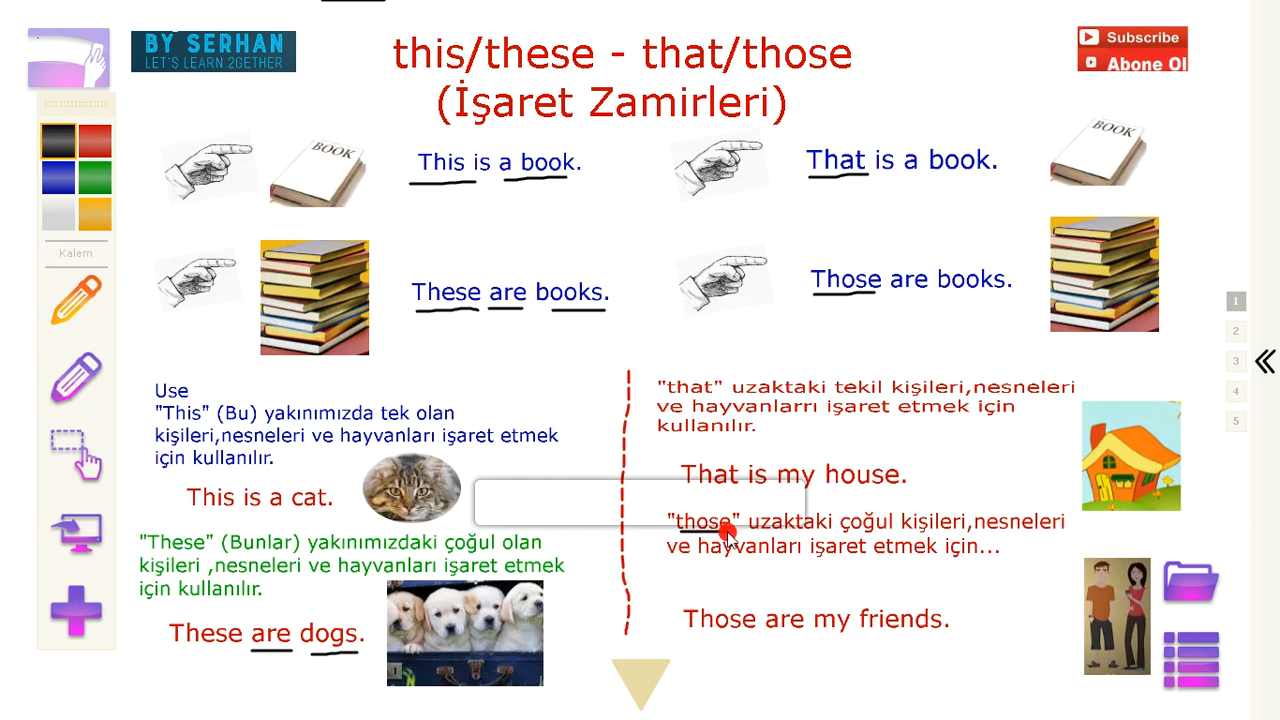 BY SERHAN
LET'S LEARN 2GETHER
this/these - that/those
(İşaret Zamirleri)
Subscribe
Abone Ol
BOOK
This is a book.
That is a book.
BOOK
These are books.
Those are books.
Kalem
1
2
3
4
5
Use
"This" (Bu) yakınımızda tek olan
kişileri,nesneleri ve hayvanları işaret etmek
için kullanılır.
This is a cat.
"These" (Bunlar) yakınımızdaki çoğul olan
kişileri ,nesneleri ve hayvanları işaret etmek
için kullanılır.
These are dogs.
"that" uzaktaki tekil kişileri,nesneleri
ve hayvanlarrı işaret etmek için
kullanılır.
That is my house.
"those" uzaktaki çoğul kişileri,nesneleri
ve hayvanları işaret etmek için...
Those are my friends.